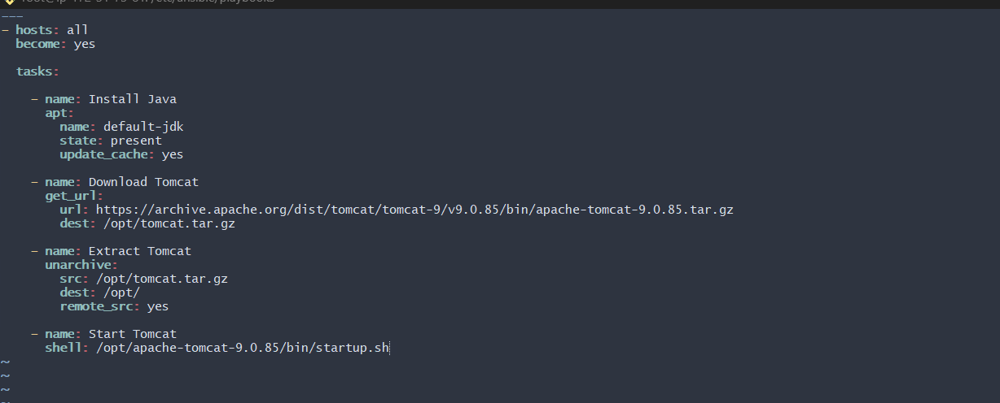 ---
- hosts: all
  become: yes

  tasks:

    - name: Install Java
      apt:
        name: default-jdk
        state: present
        update_cache: yes

    - name: Download Tomcat
      get_url:
        url: https://archive.apache.org/dist/tomcat/tomcat-9/v9.0.85/bin/apache-tomcat-9.0.85.tar.gz
        dest: /opt/tomcat.tar.gz

    - name: Extract Tomcat
      unarchive:
        src: /opt/tomcat.tar.gz
        dest: /opt/
        remote_src: yes

    - name: Start Tomcat
      shell: /opt/apache-tomcat-9.0.85/bin/startup.sh
~
~
~
~